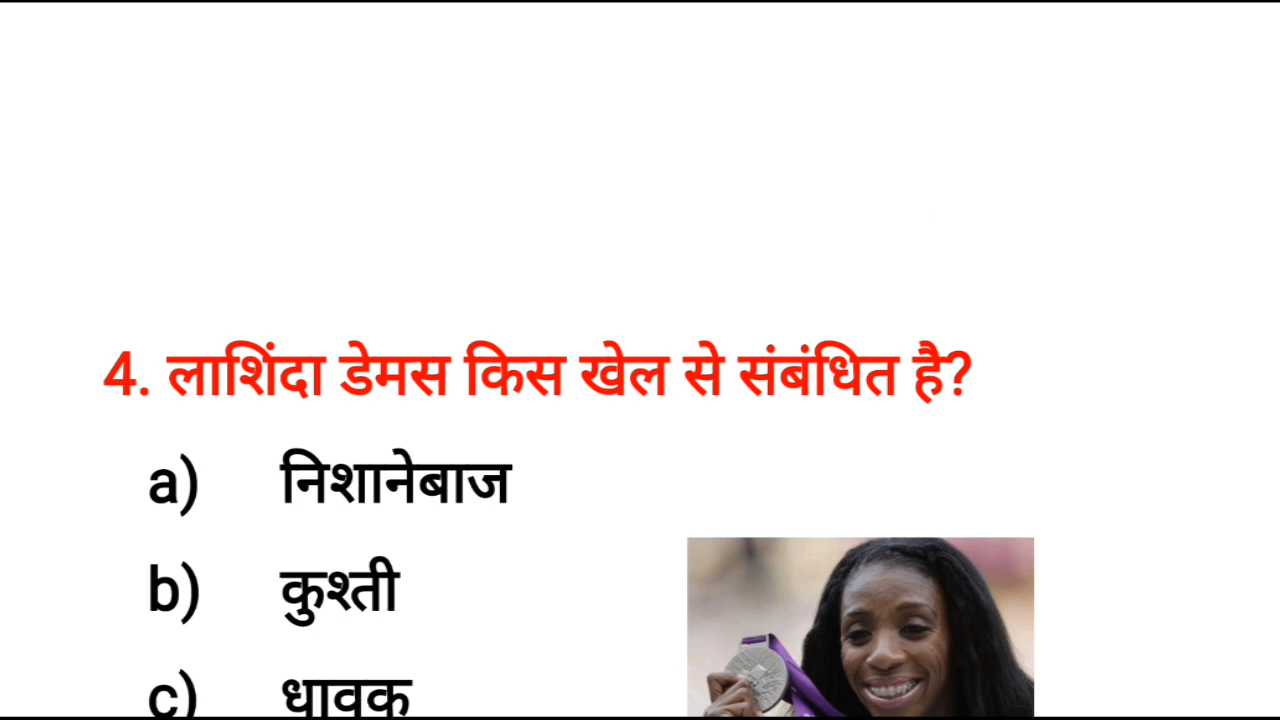 4. लाशिंदा डेमस किस खेल से संबंधित है?
a) निशानेबाज
b) कुश्ती
c) धावक